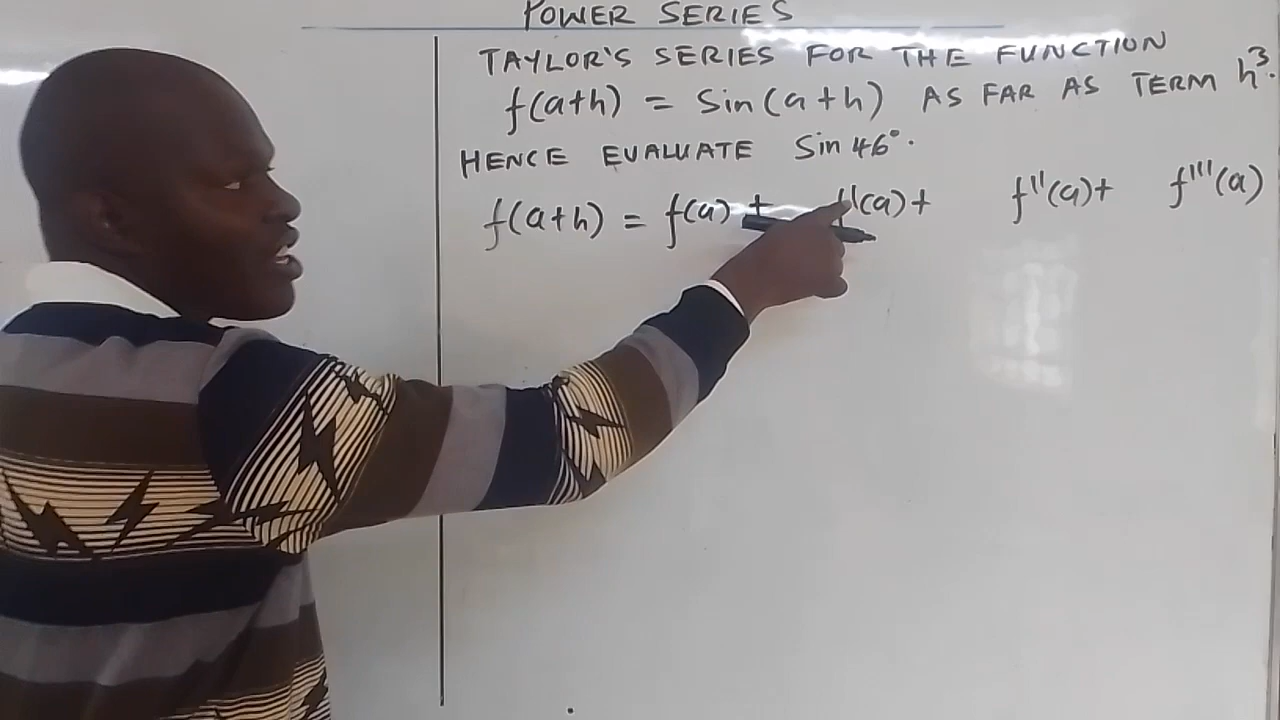 POWER SERIES
TAYLOR'S SERIES FOR THE FUNCTION
f(a+h) = Sin(a+h) AS FAR AS TERM h³.
HENCE EVALUATE Sin 46°.
f(a+h) = f(a) + f'(a)+ f''(a)+ f'''(a)